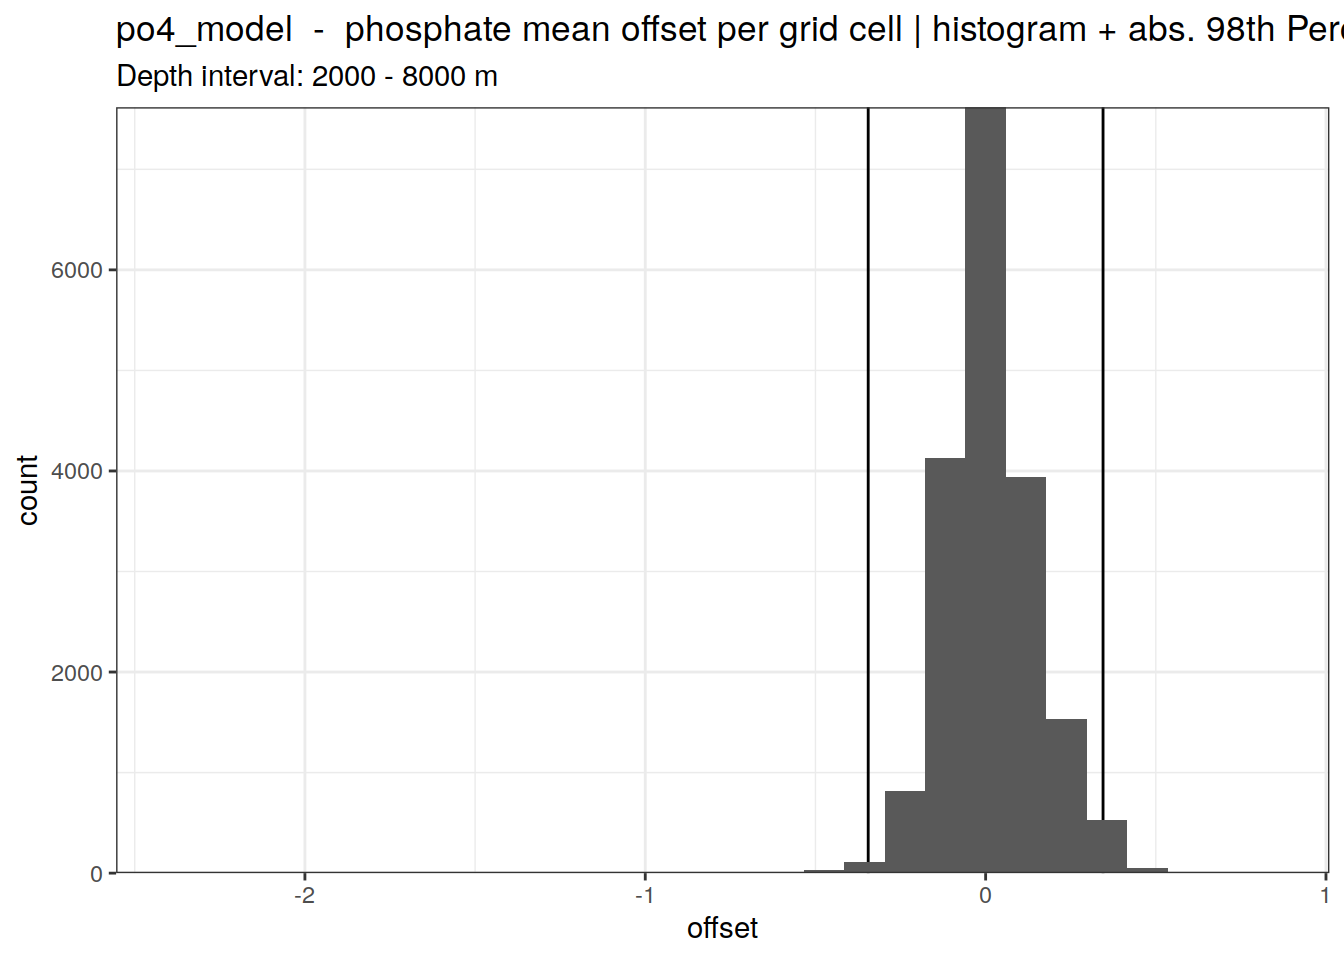 po4_model - phosphate mean offset per grid cell | histogram + abs. 98th Perc
Depth interval: 2000 - 8000 m
6000
4000
2000
0
count
-2 -1 0 1
offset